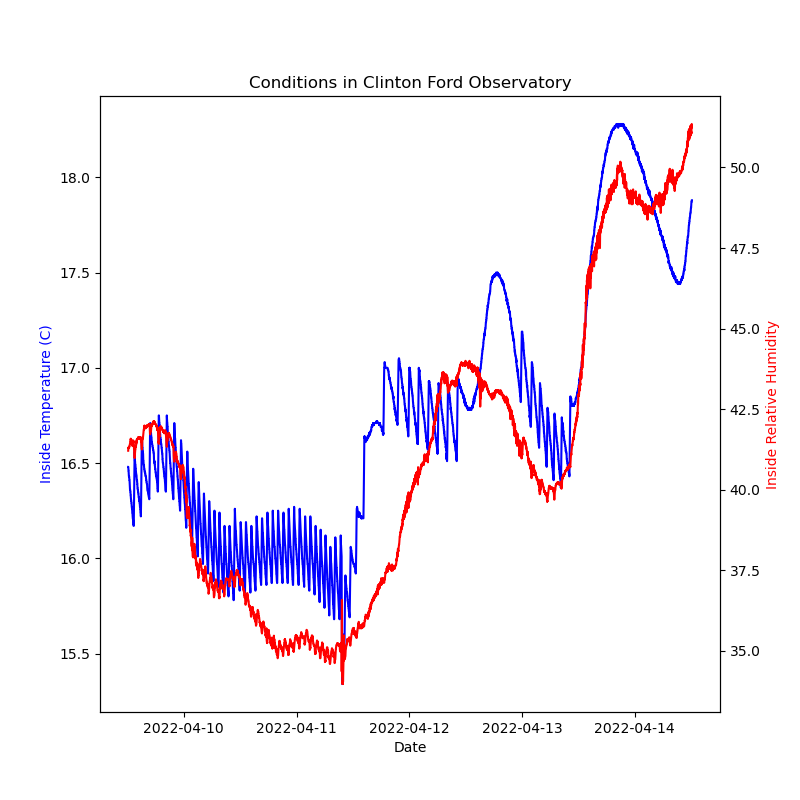 Conditions in Clinton Ford Observatory
18.0
17.5
17.0
16.5
16.0
15.5
Inside Temperature (C)
50.0
47.5
45.0
42.5
40.0
37.5
35.0
Inside Relative Humidity
2022-04-10 2022-04-11 2022-04-12 2022-04-13 2022-04-14
Date